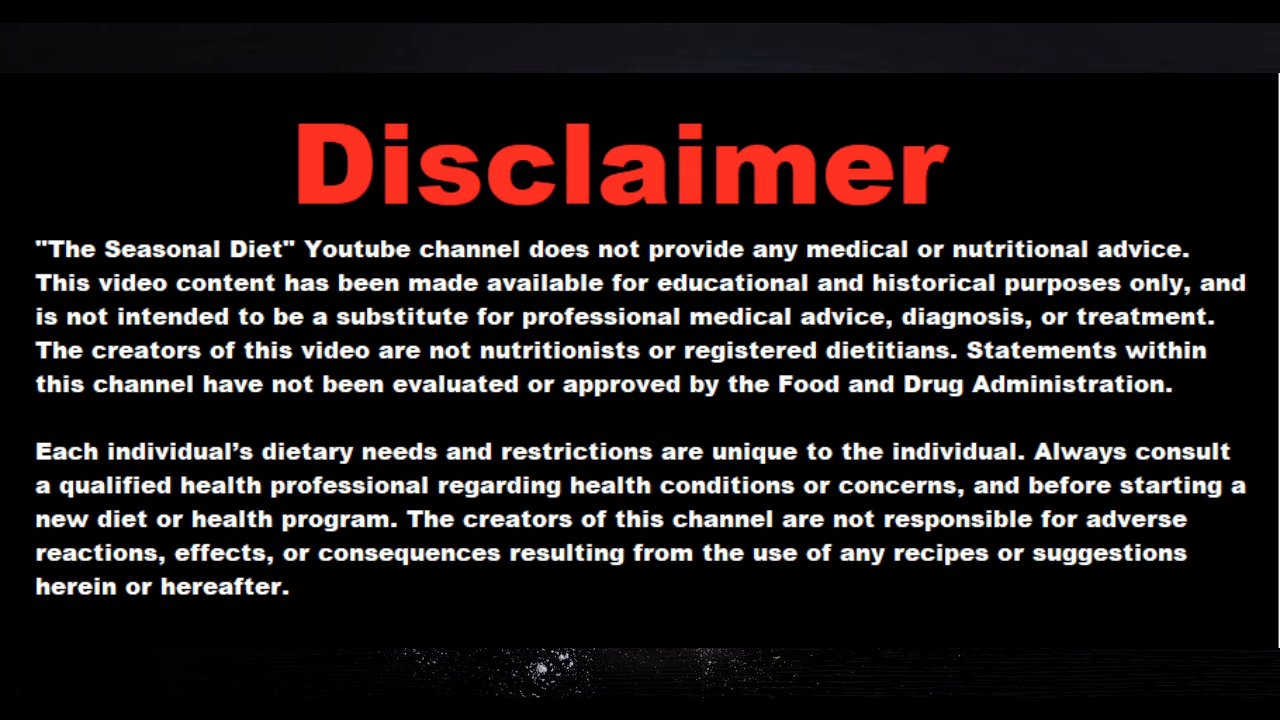 Disclaimer
"The Seasonal Diet" Youtube channel does not provide any medical or nutritional advice.
This video content has been made available for educational and historical purposes only, and
is not intended to be a substitute for professional medical advice, diagnosis, or treatment.
The creators of this video are not nutritionists or registered dietitians. Statements within
this channel have not been evaluated or approved by the Food and Drug Administration.
Each individual’s dietary needs and restrictions are unique to the individual. Always consult
a qualified health professional regarding health conditions or concerns, and before starting a
new diet or health program. The creators of this channel are not responsible for adverse
reactions, effects, or consequences resulting from the use of any recipes or suggestions
herein or hereafter.